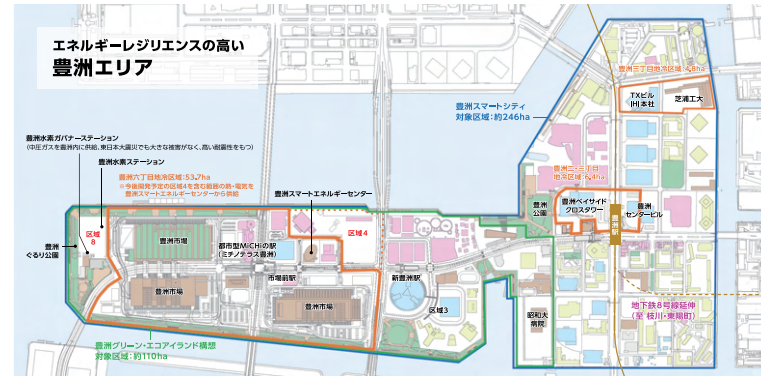 エネルギーレジリエンスの高い
豊洲エリア
豊洲三丁目地冷区域:4.8ha
TXビル
IHI本社
芝浦工大
豊洲スマートシティ
対象区域:約246ha
豊洲水素ガバナーステーション
(中圧ガスを豊洲内に供給、東日本大震災でも大きな被害がなく、高い耐震性をもつ)
豊洲水素ステーション
豊洲六丁目地冷区域:53.7ha
※今後開発予定の区域4を含む範囲の熱・電気を
豊洲スマートエネルギーセンターから供給
豊洲スマートエネルギーセンター
豊洲二・三丁目
地冷区域:6.4ha
豊洲
公園
豊洲ベイサイド
クロスタワー
豊洲
センタービル
豊洲駅
区域
8
区域4
豊洲
ぐるり公園
豊洲市場
都市型MiCHiの駅
(ミチノテラス豊洲)
市場前駅
新豊洲駅
豊洲市場
豊洲市場
区域3
昭和大
病院
地下鉄8号線延伸
(至 枝川・東陽町)
豊洲グリーン・エコアイランド構想
対象区域:約110ha